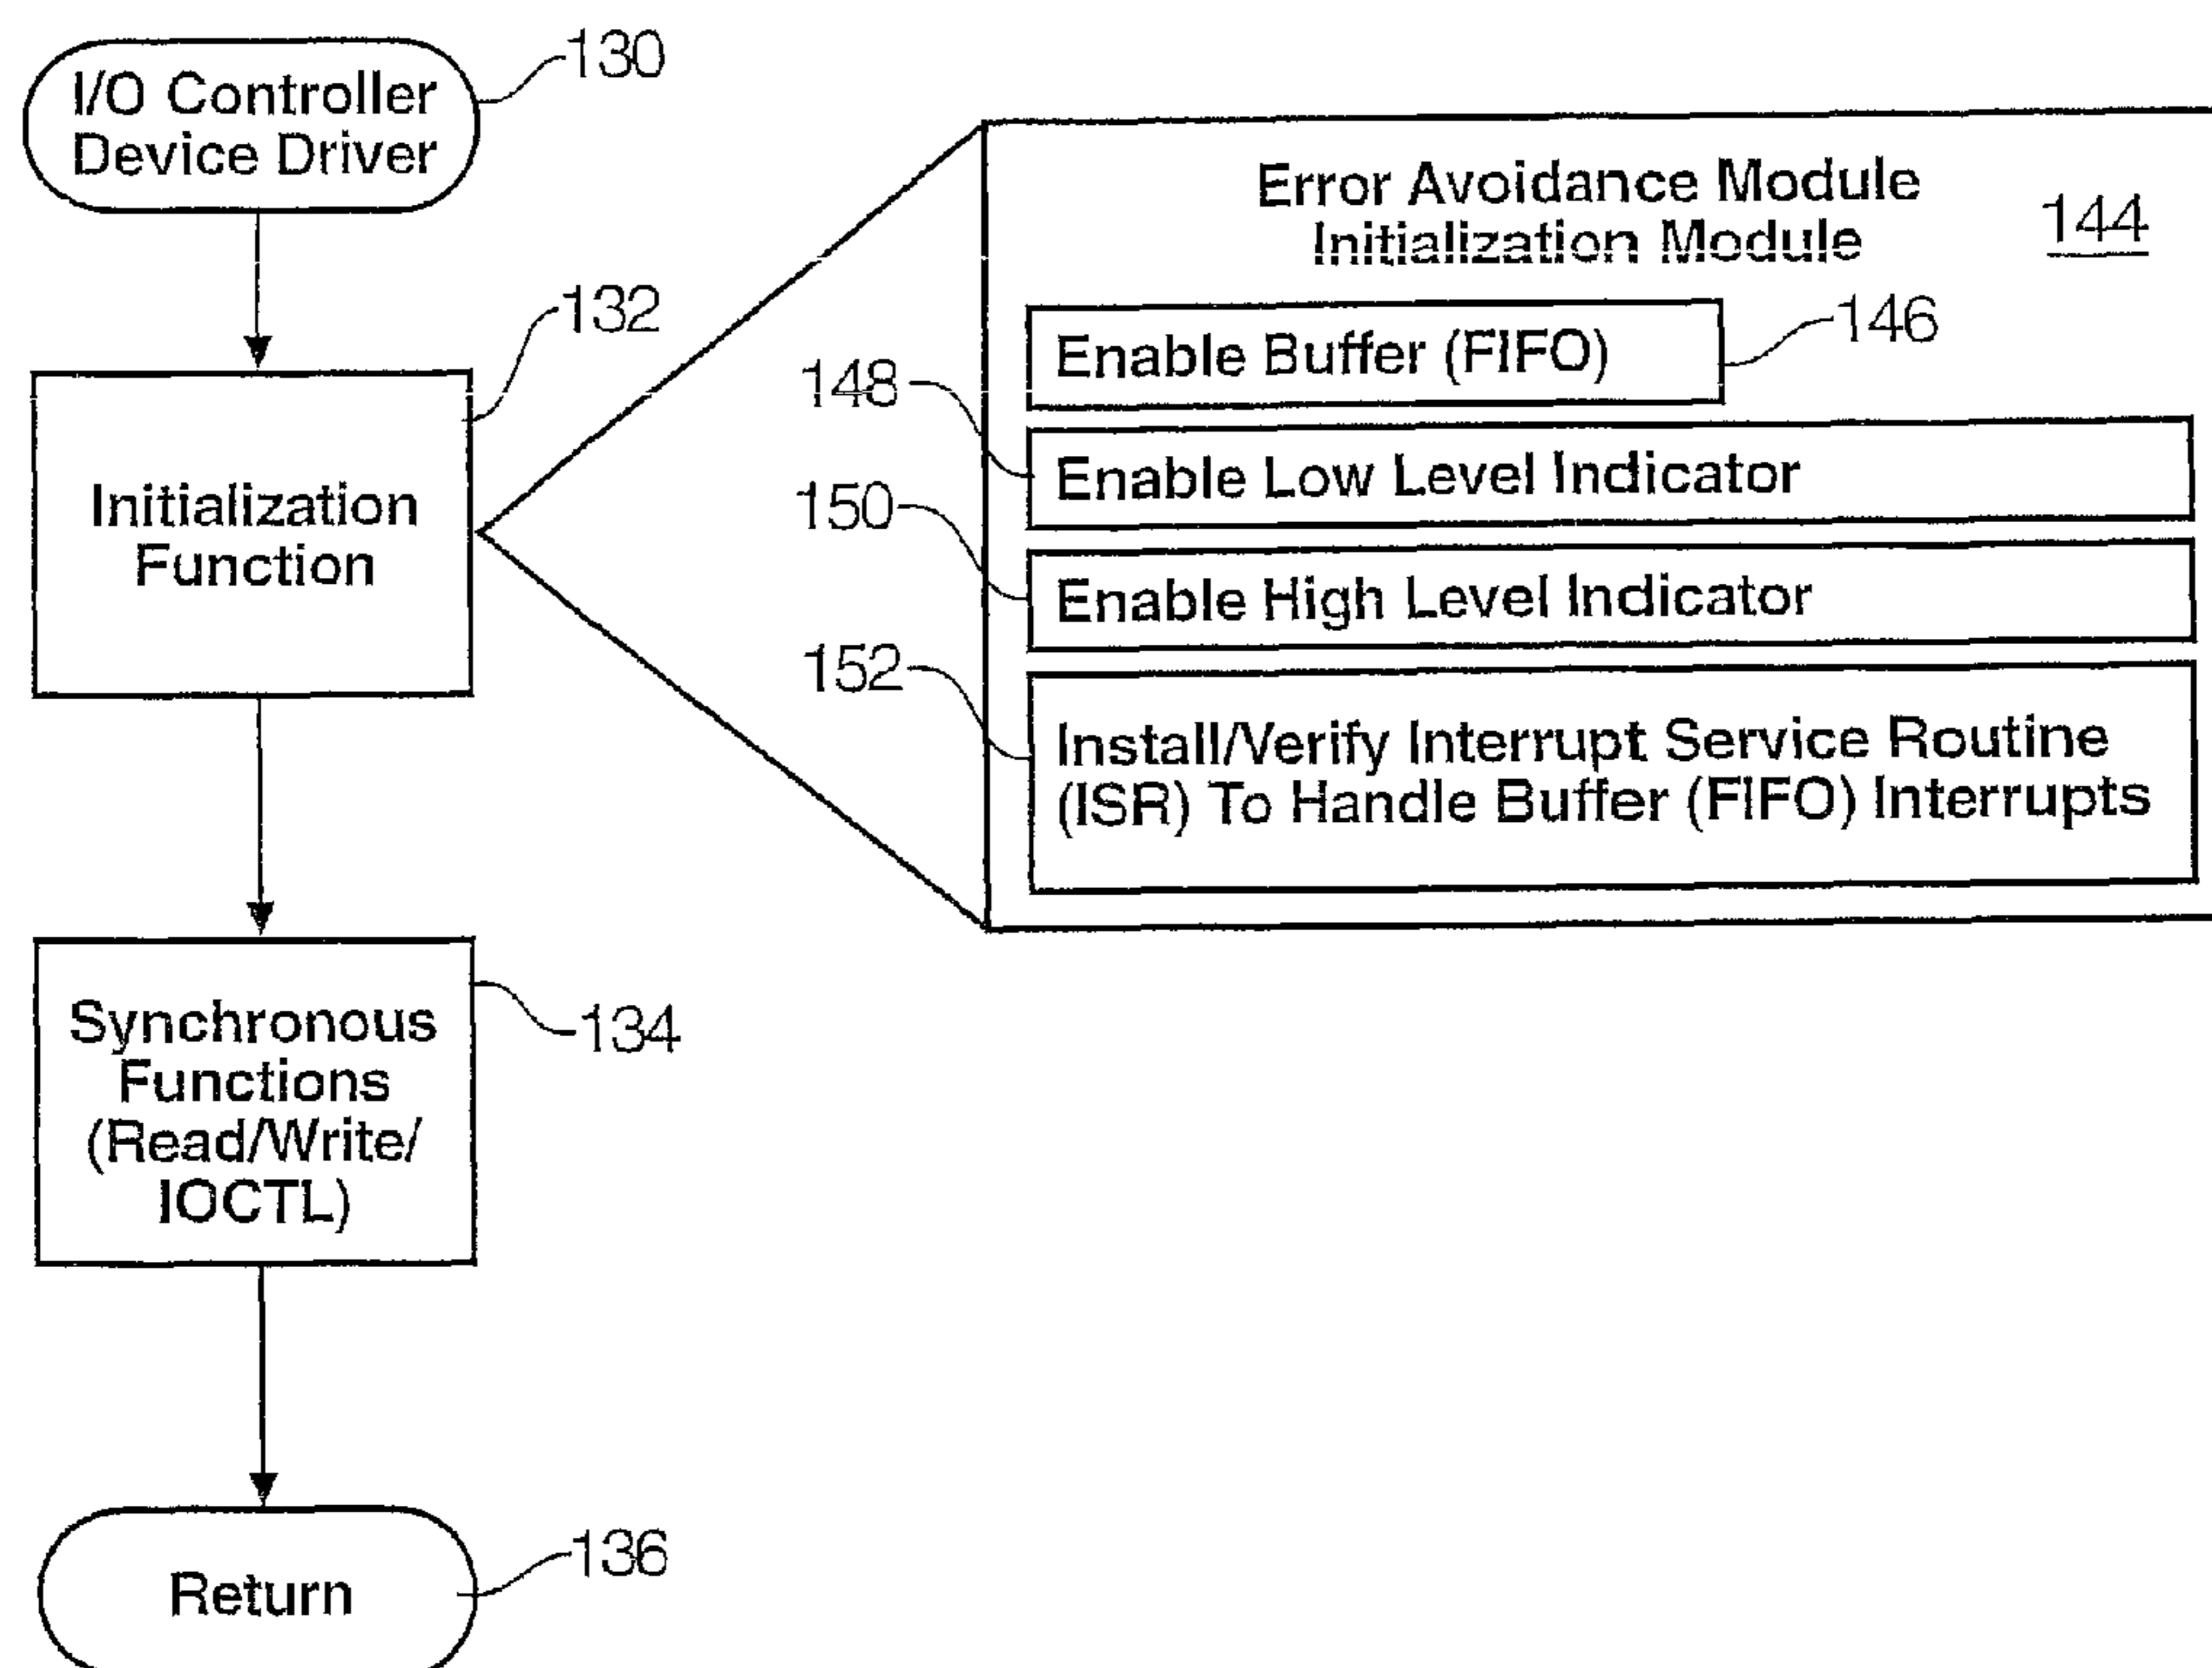 I/O Controller
Device Driver
130
132
Initialization
Function
Synchronous
Functions
(Read/Write/
IOCTL)
134
Return
136
Error Avoidance Module
Initialization Module
144
Enable Buffer (FIFO)
146
148
Enable Low Level Indicator
150
Enable High Level Indicator
152
Install/Verify Interrupt Service Routine
(ISR) To Handle Buffer (FIFO) Interrupts